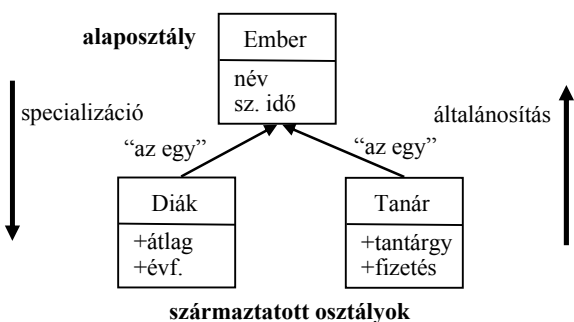 alaposztály
Ember
név
sz. idő
specializáció
általánosítás
“az egy”
“az egy”
Diák
+átlag
+évf.
Tanár
+tantárgy
+fizetés
származtatott osztályok